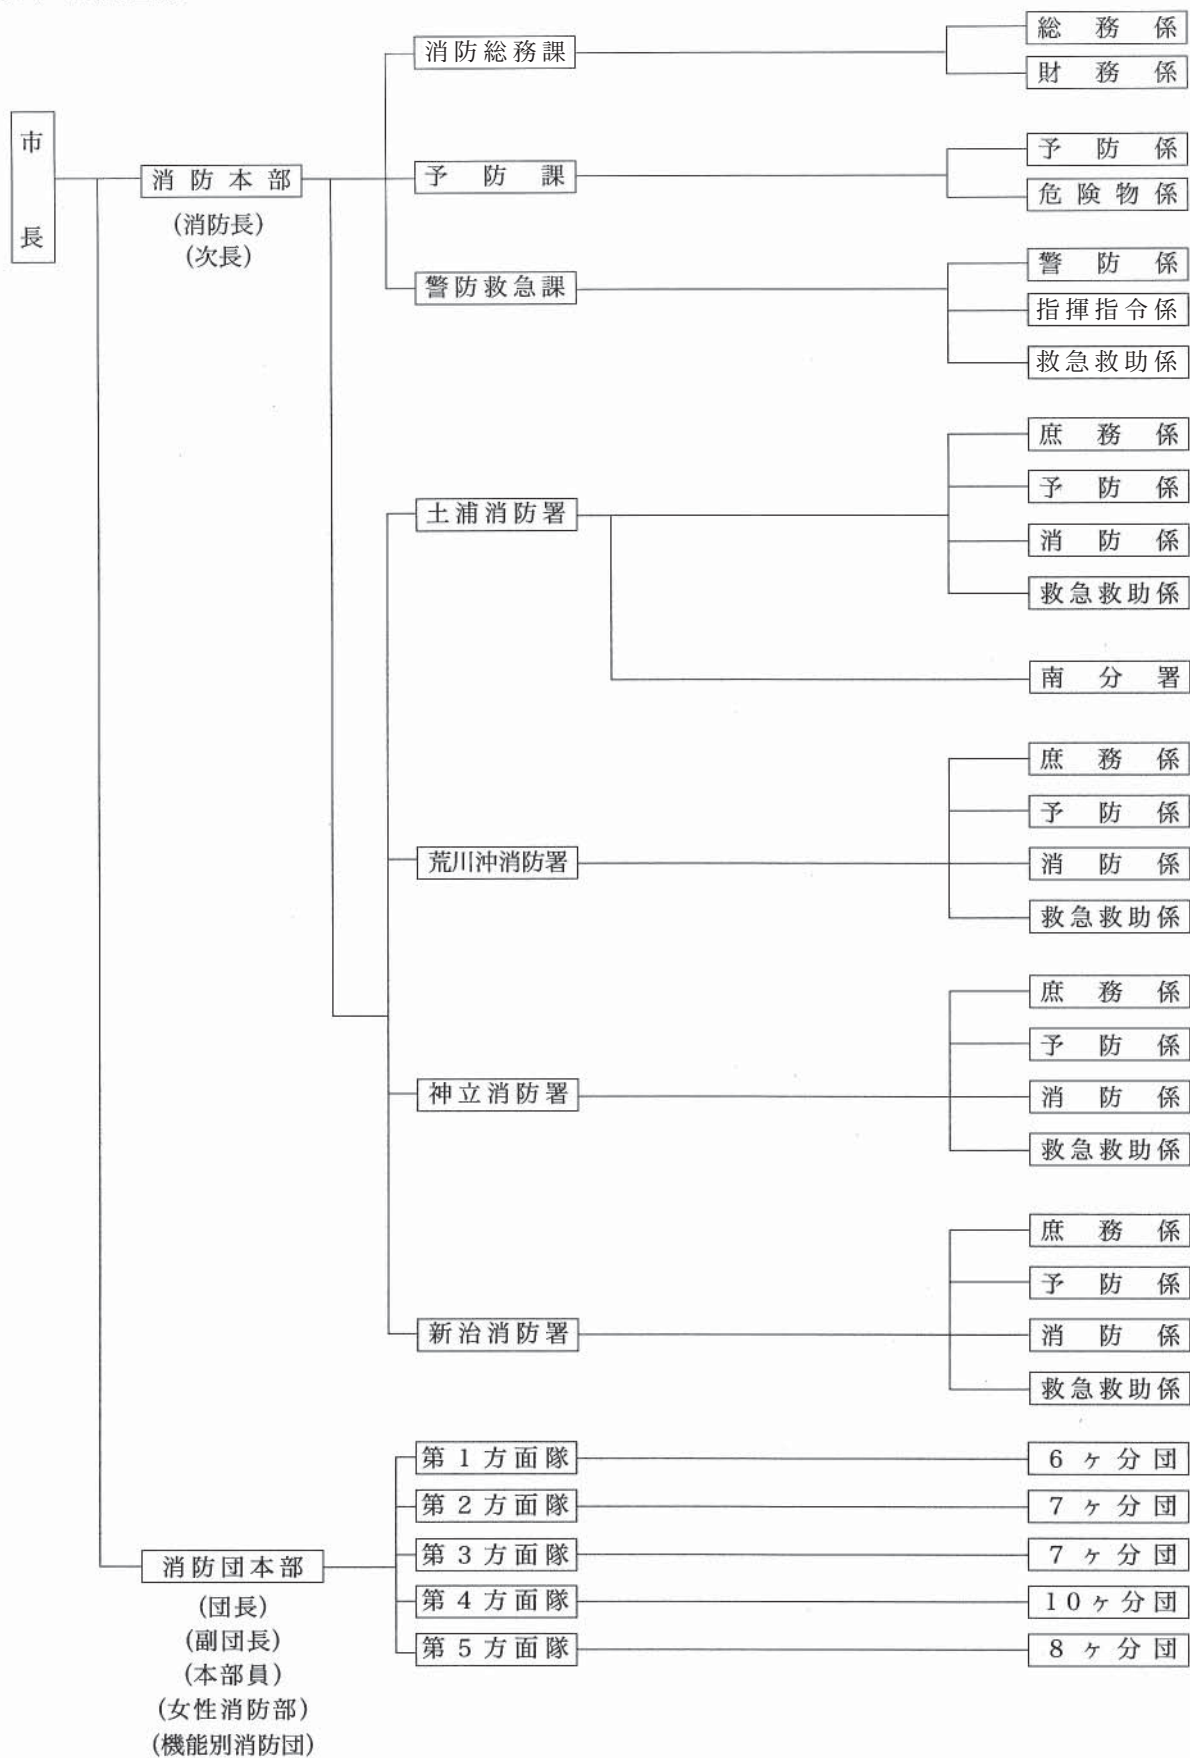 市長
消防本部
(消防長)
(次長)
消防総務課
総務係
財務係
予防課
予防係
危険物係
警防救急課
警防係
指揮指令係
救急救助係
土浦消防署
庶務係
予防係
消防係
救急救助係
南分署
荒川沖消防署
庶務係
予防係
消防係
救急救助係
神立消防署
庶務係
予防係
消防係
救急救助係
新治消防署
庶務係
予防係
消防係
救急救助係
消防団本部
(団長)
(副団長)
(本部員)
(女性消防部)
(機能別消防団)
第1方面隊
6ヶ分団
第2方面隊
7ヶ分団
第3方面隊
7ヶ分団
第4方面隊
10ヶ分団
第5方面隊
8ヶ分団